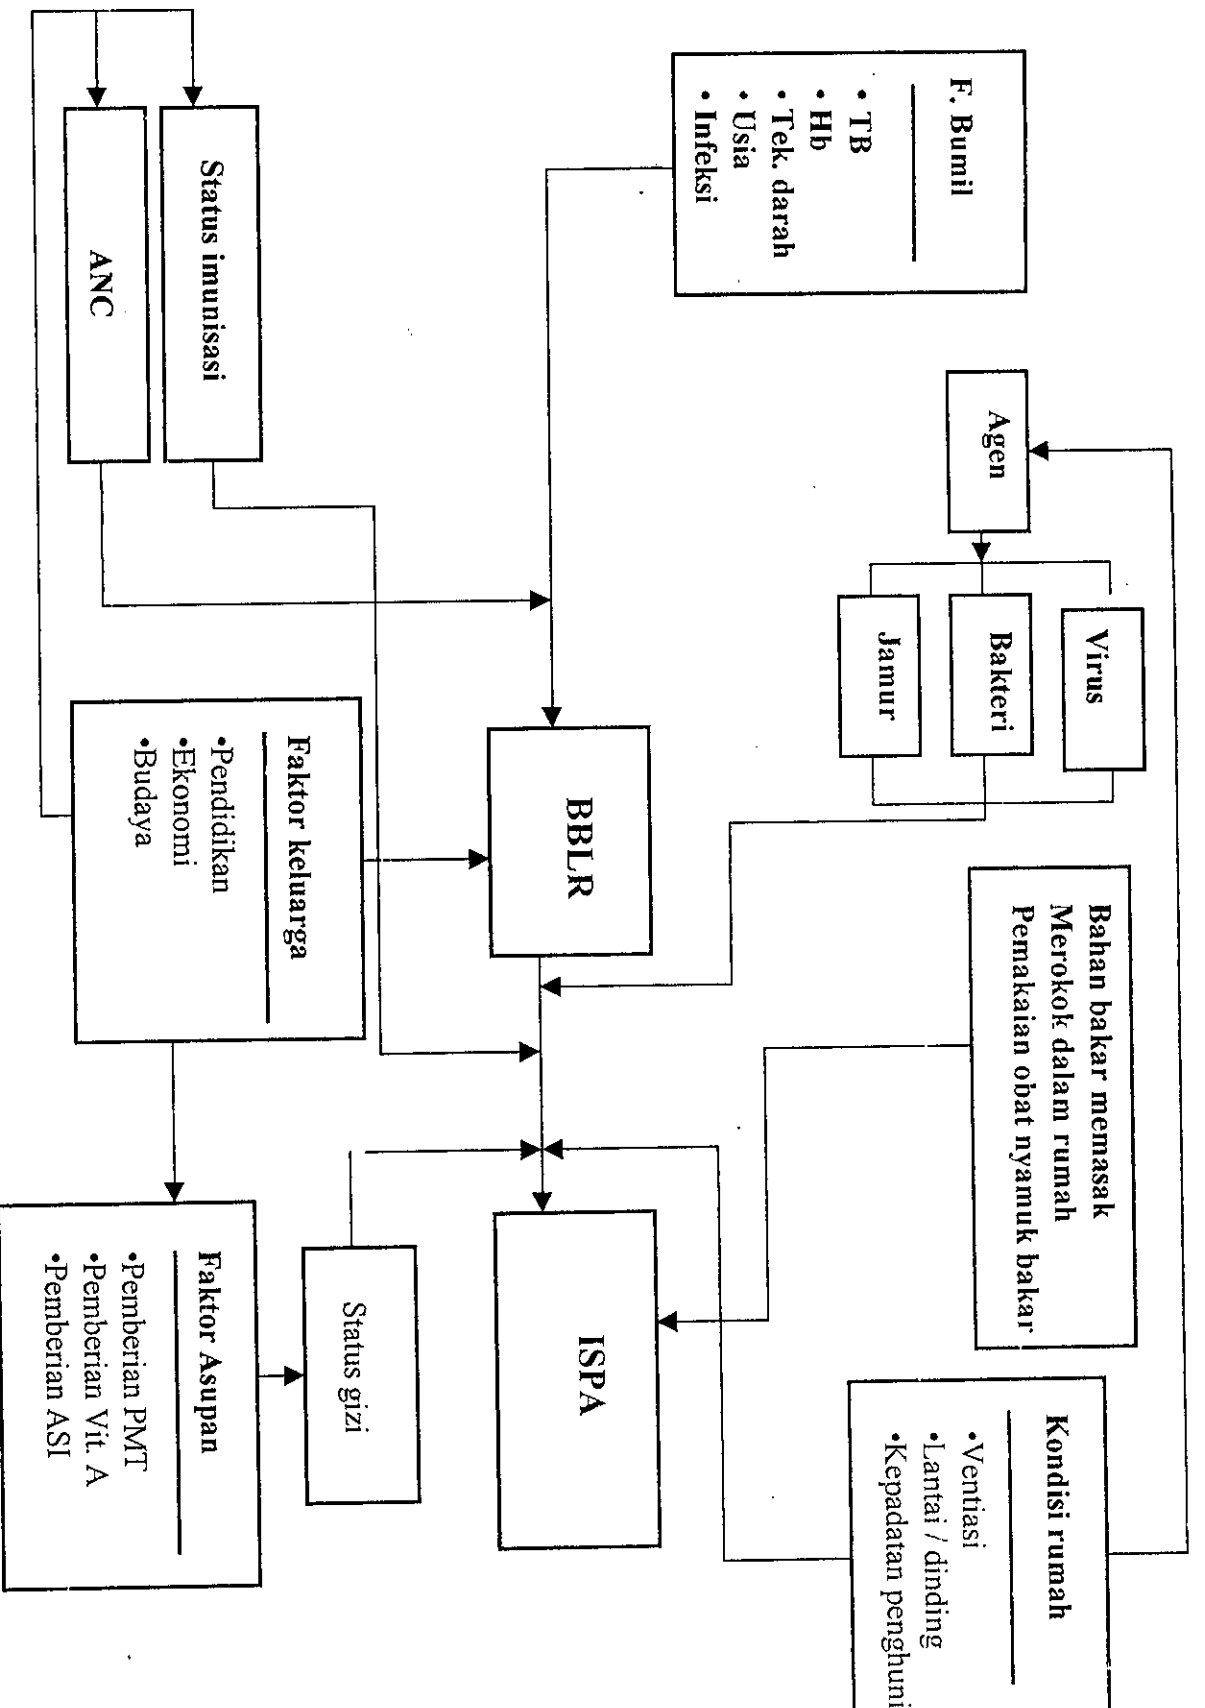 F. Bumil
• TB
• Hb
• Tek. darah
• Usia
• Infeksi
Agen
Virus
Bakteri
Jamur
Bahan bakar memasak
Merokok dalam rumah
Pemakaian obat nyamuk bakar
Kondisi rumah
•Ventiasi
•Lantai / dinding
•Kepadatan penghuni
Status imunisasi
ANC
BBLR
ISPA
Faktor keluarga
•Pendidikan
•Ekonomi
•Budaya
Status gizi
Faktor Asupan
•Pemberian PMT
•Pemberian Vit. A
•Pemberian ASI